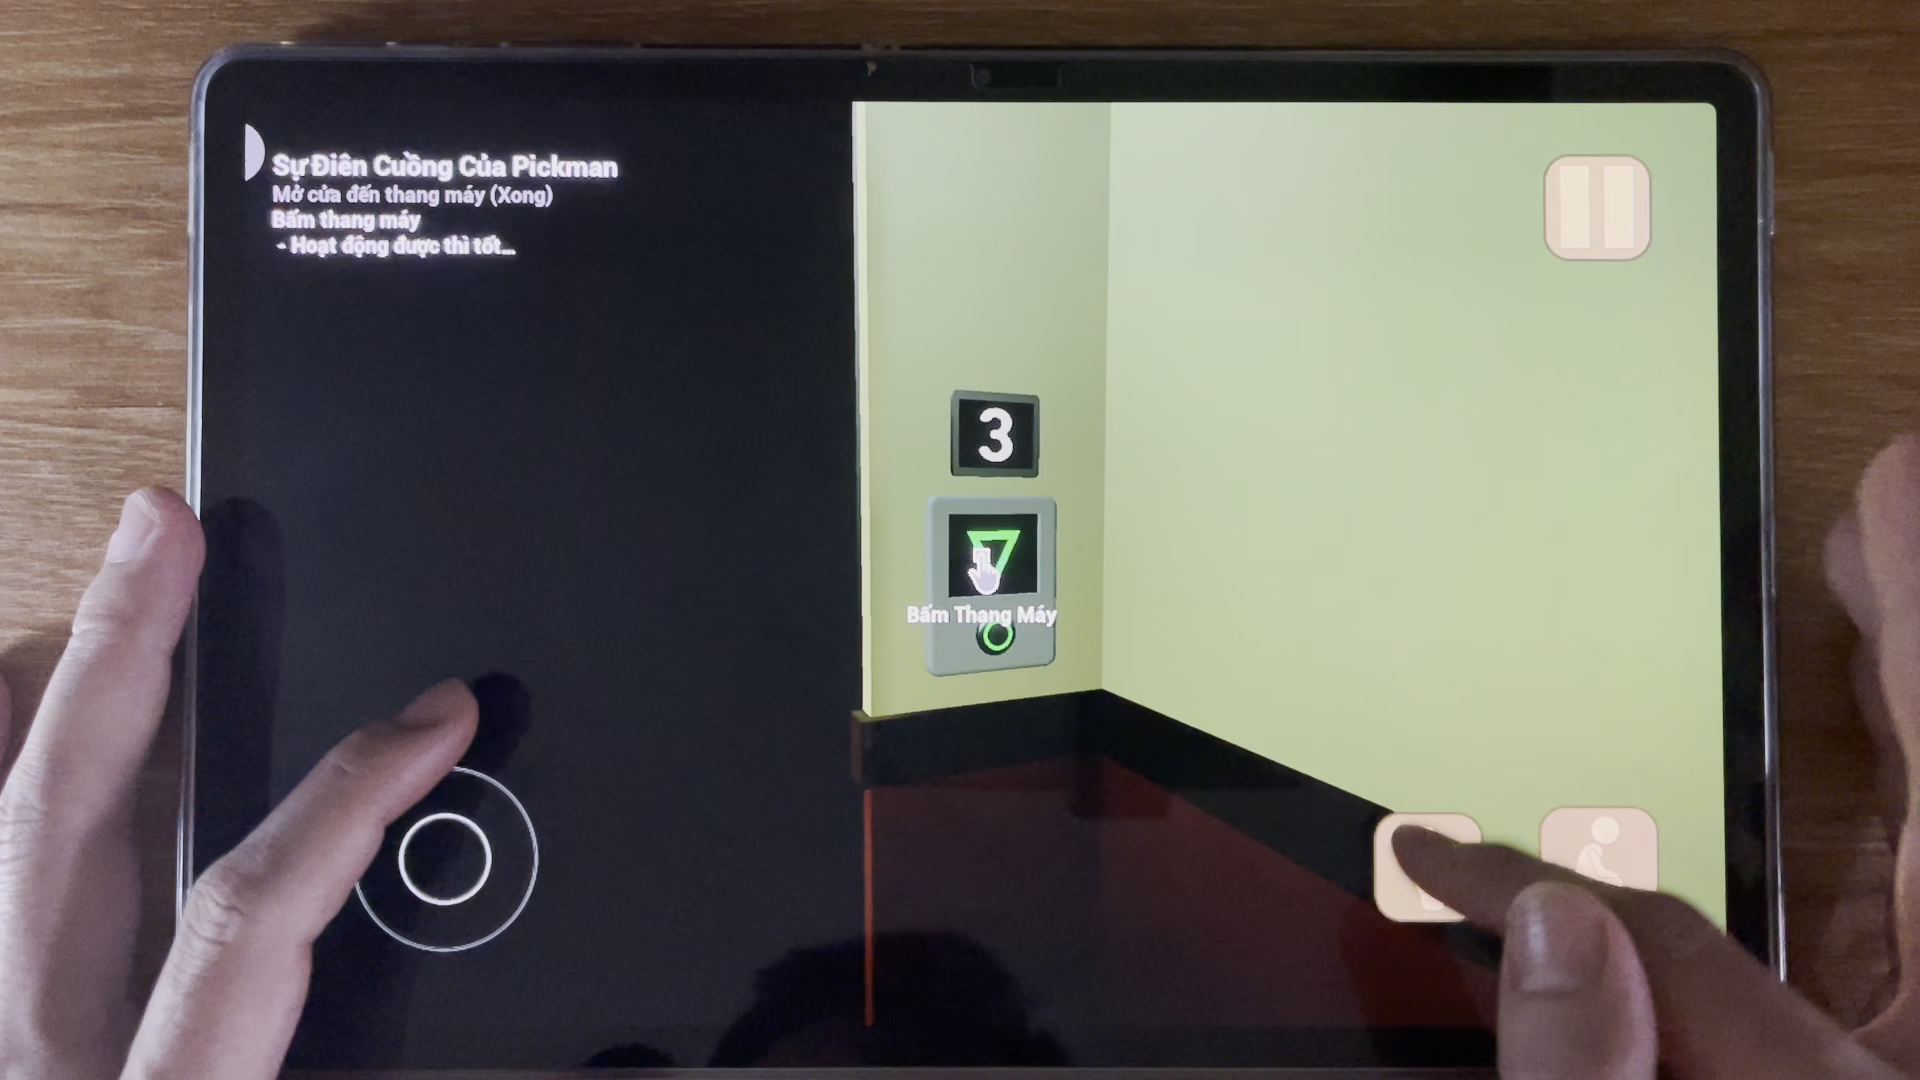 Sự Điên Cuồng Của Pickman
Mở cửa đến thang máy (Xong)
Bấm thang máy
- Hoạt động được thì tốt...
3
Bấm Thang Máy